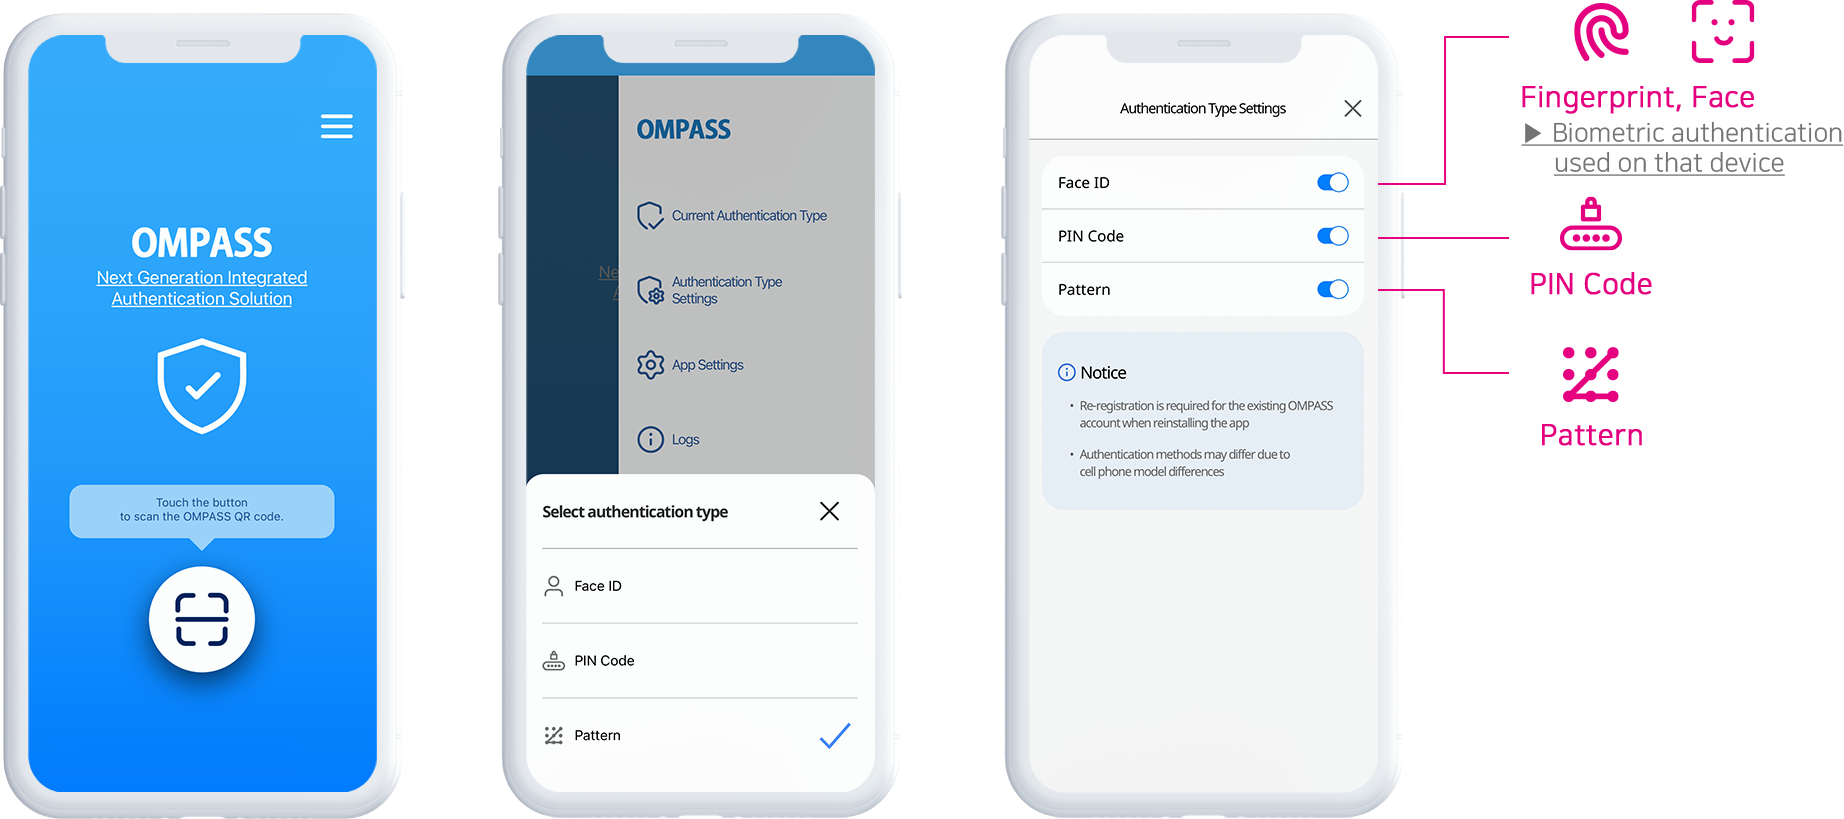 OMPASS
Next Generation Integrated
Authentication Solution
Touch the button
to scan the OMPASS QR code.
OMPASS
Current Authentication Type
Ne
Authentication Type
Settings
App Settings
Logs
Select authentication type
Face ID
PIN Code
Pattern
Authentication Type Settings
Face ID
PIN Code
Pattern
Notice
• Re-registration is required for the existing OMPASS
account when reinstalling the app
• Authentication methods may differ due to
cell phone model differences
Fingerprint, Face
▶ Biometric authentication
used on that device
PIN Code
Pattern